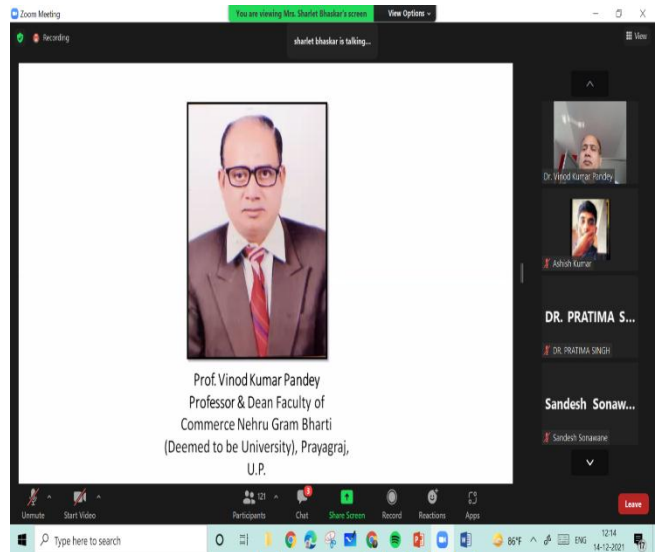 Zoom Meeting
You are viewing Mrs. Sharlet Bhaskar's screen View Options
Recording
sharlet bhaskar is talking...
View
Dr. Vinod Kumar Pandey
Ashish Kumar
DR. PRATIMA S...
DR. PRATIMA SINGH
Sandesh Sonaw...
Sandesh Sonawane
Prof. Vinod Kumar Pandey
Professor & Dean Faculty of
Commerce Nehru Gram Bharti
(Deemed to be University), Prayagraj,
U.P.
Unmute Start Video 121 Participants Chat Share Screen Record Reactions Apps Leave
Type here to search 86°F ENG 12:14
14-12-2021